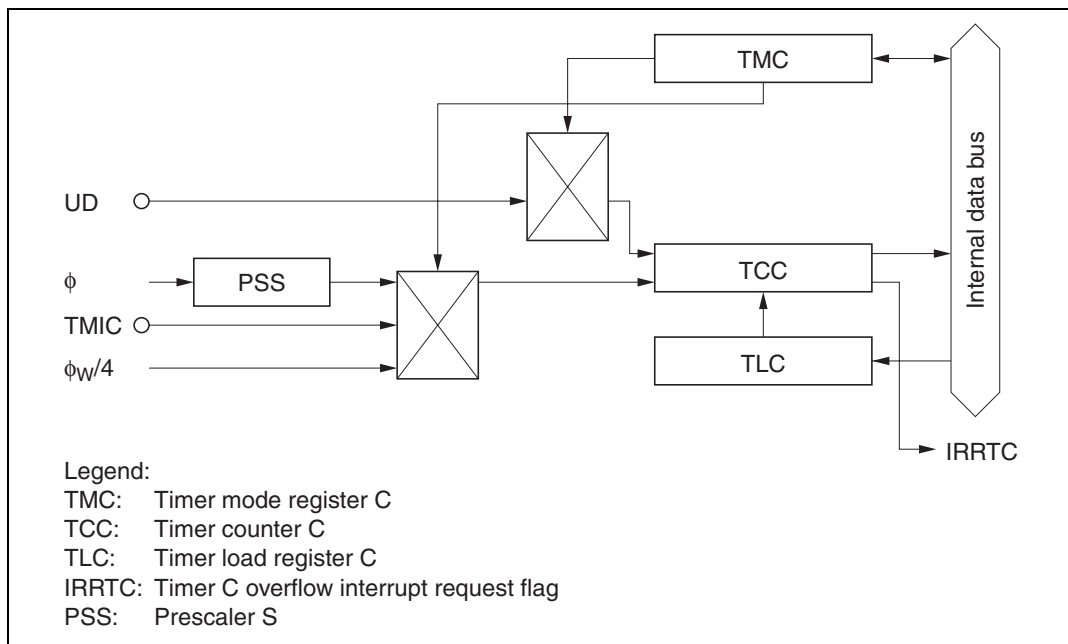 TMC
UD
TCC
Internal data bus
φ
PSS
TMIC
φW/4
TLC
IRRTC
Legend:
TMC: Timer mode register C
TCC: Timer counter C
TLC: Timer load register C
IRRTC: Timer C overflow interrupt request flag
PSS: Prescaler S